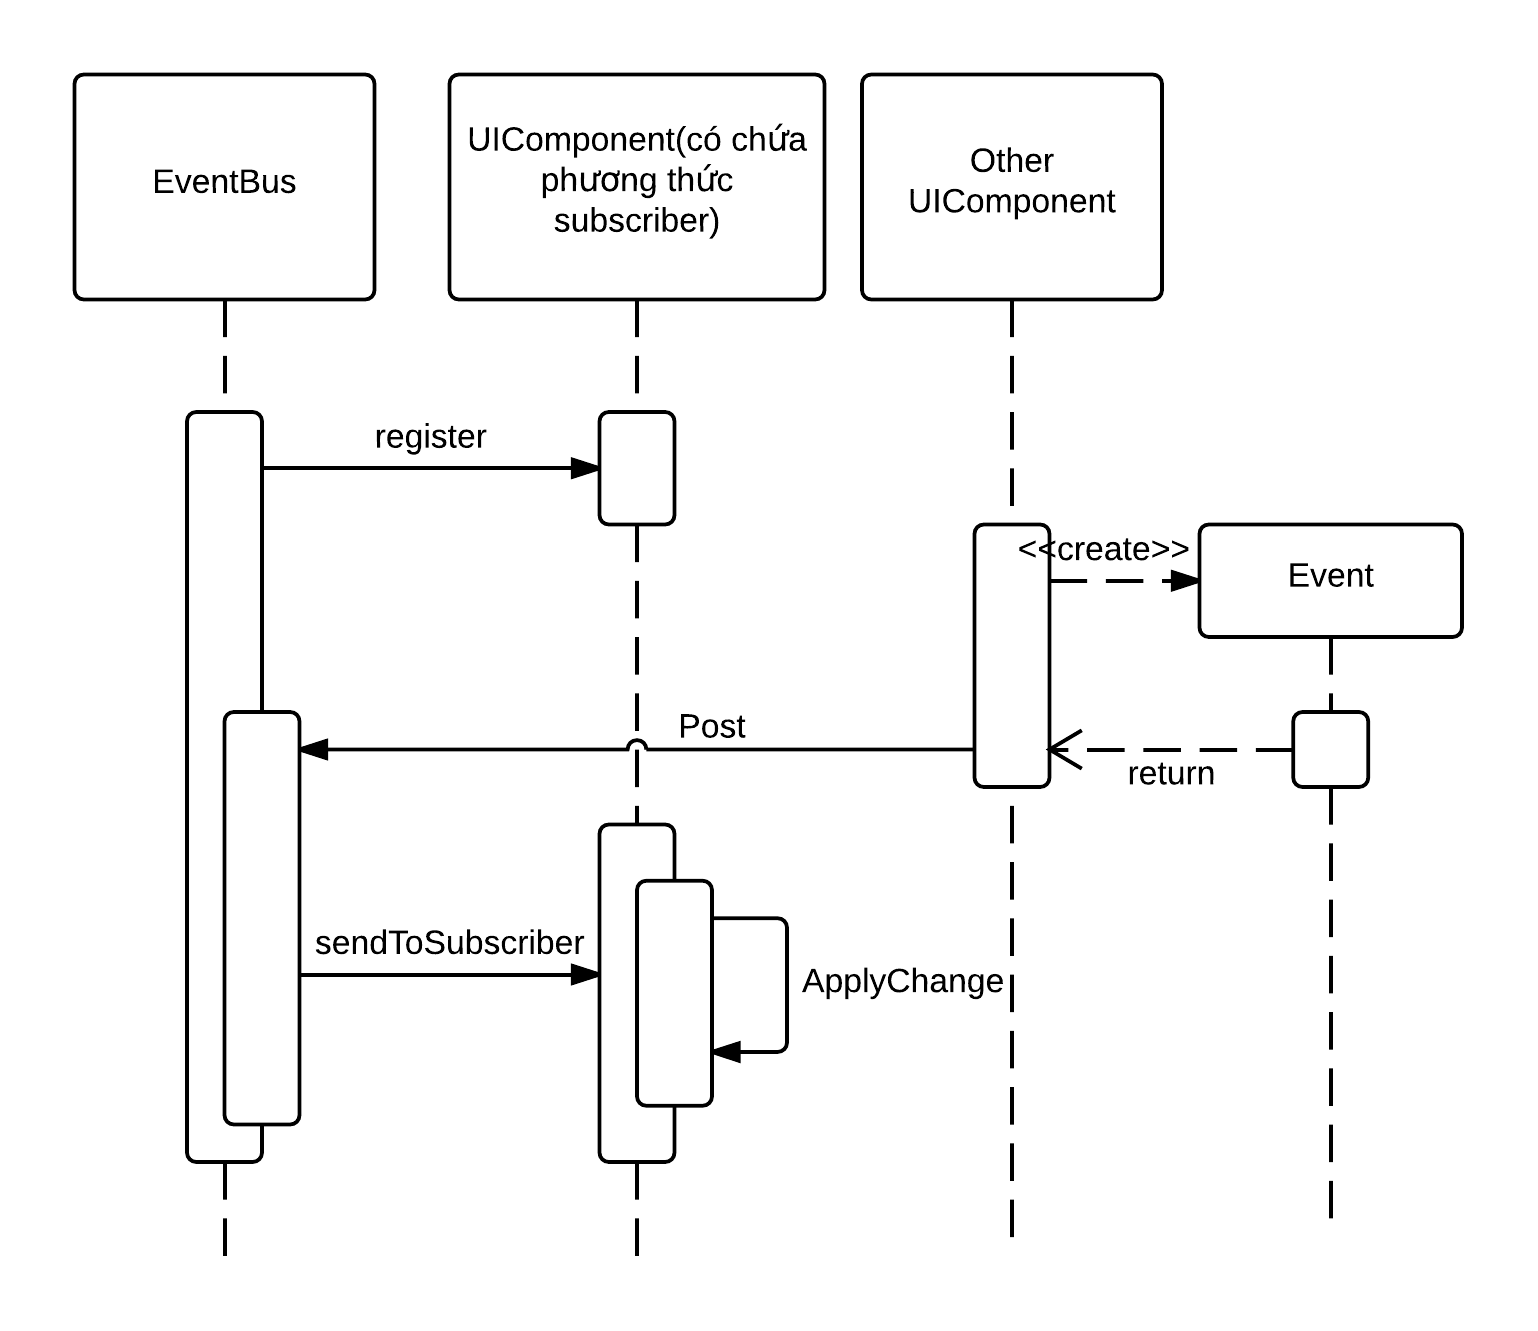 EventBus
UIComponent(có chứa
phương thức
subscriber)
Other
UIComponent
register
<<create>>
Event
Post
return
sendToSubscriber
ApplyChange